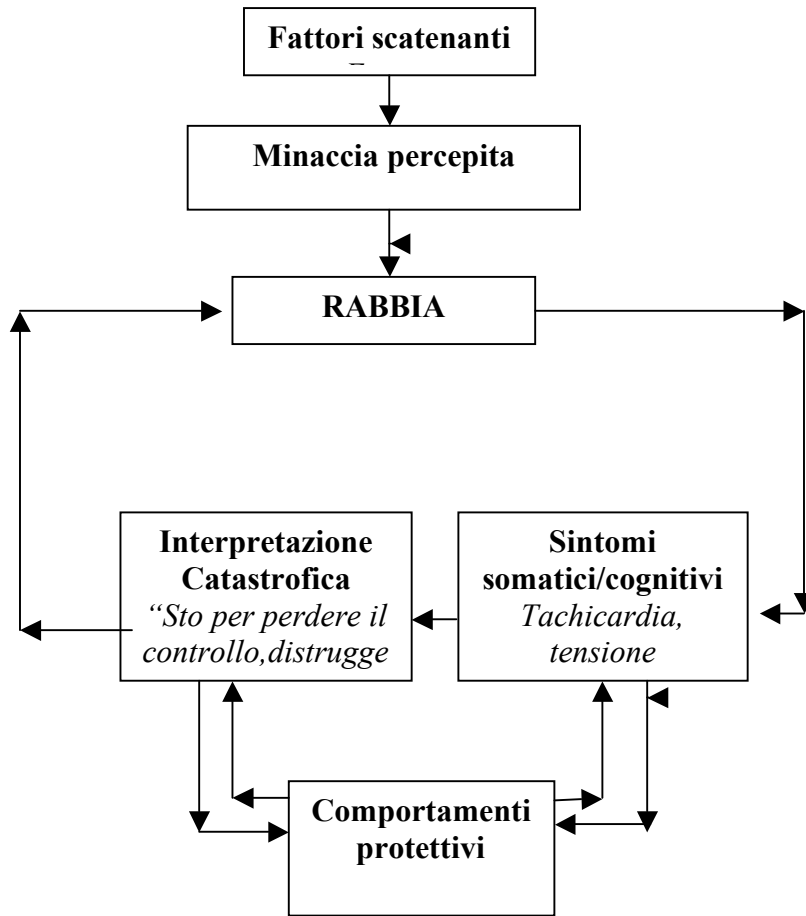 Fattori scatenanti
Minaccia percepita
RABBIA
Interpretazione
Catastrofica
“Sto per perdere il
controllo,distrugge
Sintomi
somatici/cognitivi
Tachicardia,
tensione
Comportamenti
protettivi